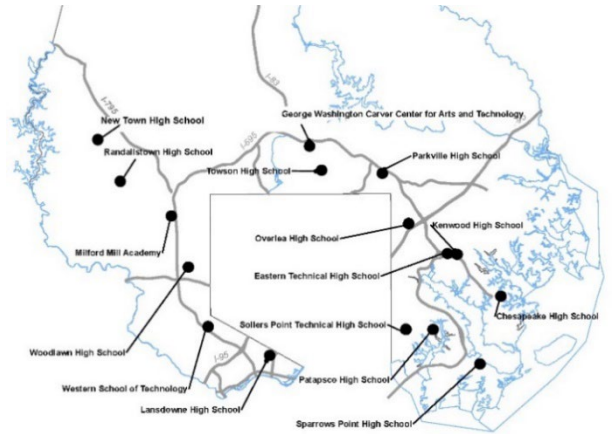 I-83
I-795
George Washington Carver Center for Arts and Technology
New Town High School
I-695
Randallstown High School
Parkville High School
Towson High School
Kenwood High School
Overlea High School
Milford Mill Academy
Eastern Technical High School
Chesapeake High School
Sollers Point Technical High School
Woodlawn High School
I-95
Patapsco High School
Western School of Technology
Lansdowne High School
Sparrows Point High School